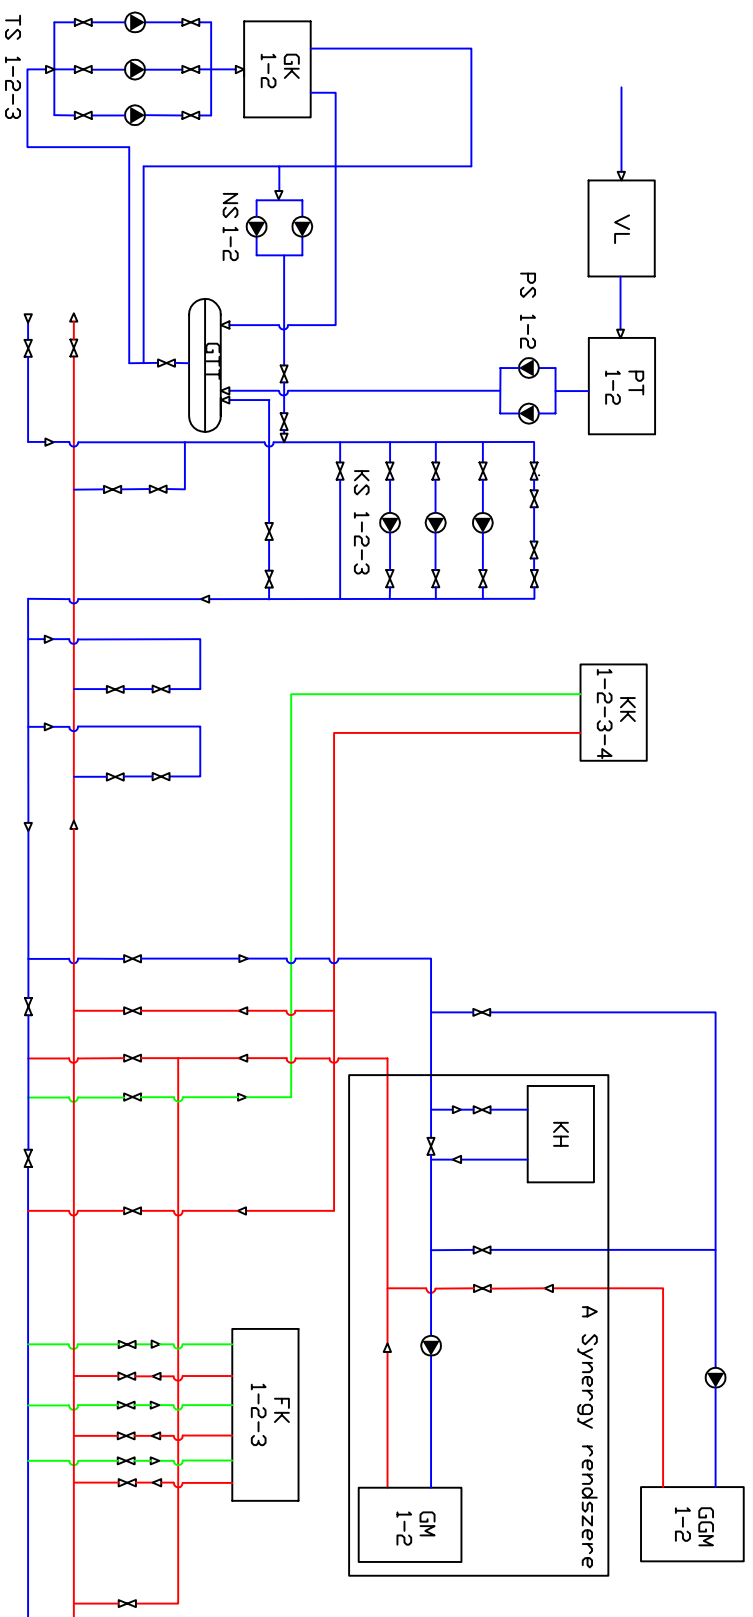 TS 1-2-3
GK
1-2
NS 1-2
VL
PS 1-2
PT
1-2
GTT
KS 1-2-3
KK
1-2-3-4
KH
A Synergy rendszere
FK
1-2-3
GM
1-2
GGM
1-2